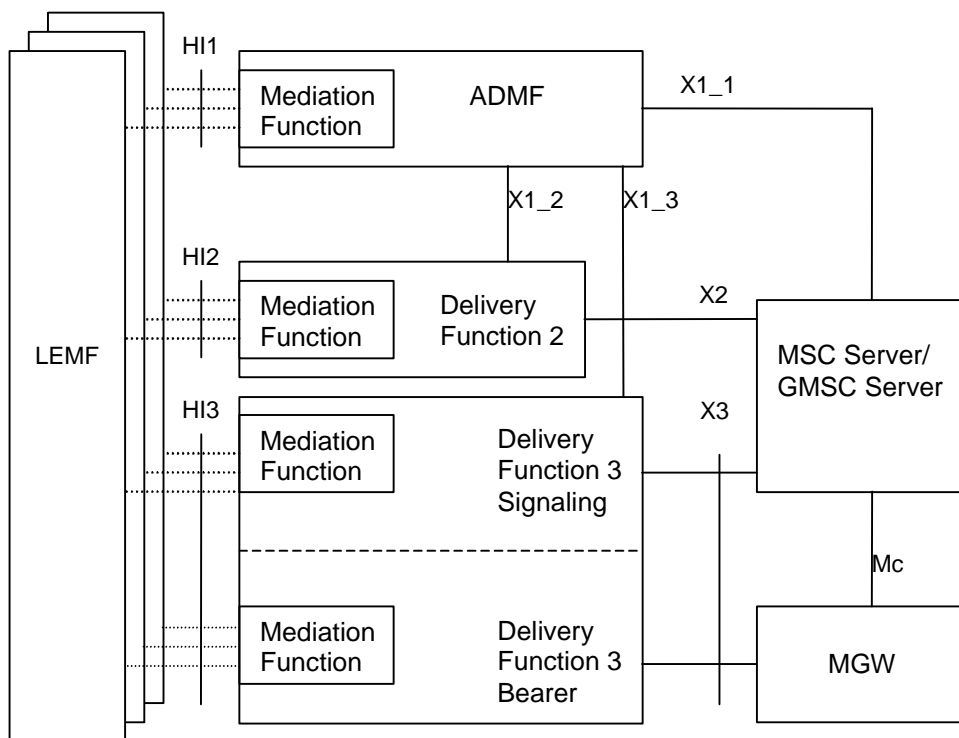 HI1
Mediation
Function
ADMF
X1_1
X1_2
X1_3
HI2
Mediation
Function
Delivery
Function 2
X2
LEMF
MSC Server/
GMSC Server
HI3
Mediation
Function
Delivery
Function 3
Signaling
X3
Mc
Mediation
Function
Delivery
Function 3
Bearer
MGW